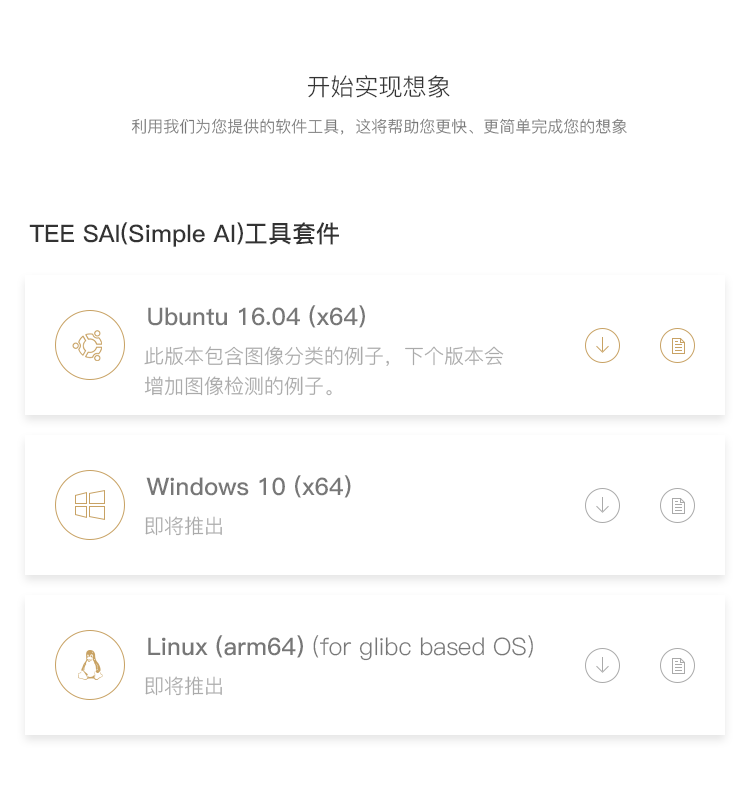 开始实现想象
利用我们为您提供的软件工具，这将帮助您更快、更简单完成您的想象
TEE SAI(Simple AI)工具套件
Ubuntu 16.04 (x64)
此版本包含图像分类的例子，下个版本会
增加图像检测的例子。
Windows 10 (x64)
即将推出
Linux (arm64) (for glibc based OS)
即将推出